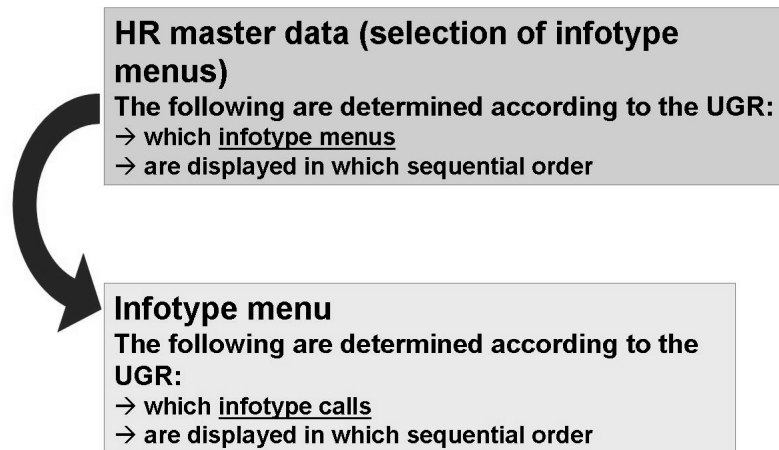 HR master data (selection of infotype
menus)
The following are determined according to the UGR:
→ which infotype menus
→ are displayed in which sequential order
Infotype menu
The following are determined according to the
UGR:
→ which infotype calls
→ are displayed in which sequential order